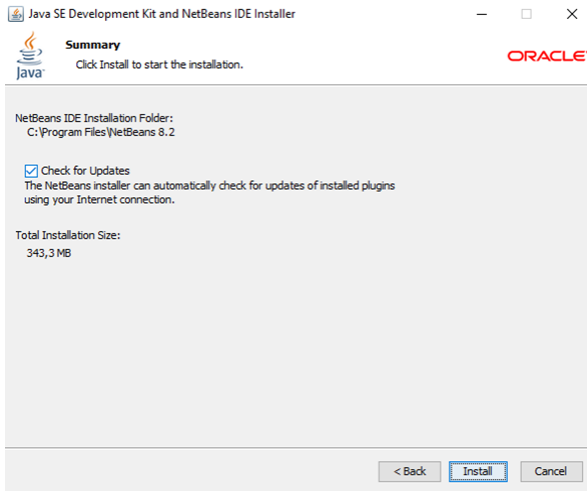 Java SE Development Kit and NetBeans IDE Installer
Java
Summary
Click Install to start the installation.
ORACLE
NetBeans IDE Installation Folder:
C:\Program Files\NetBeans 8.2
Check for Updates
The NetBeans installer can automatically check for updates of installed plugins
using your Internet connection.
Total Installation Size:
343,3 MB
< Back
Install
Cancel